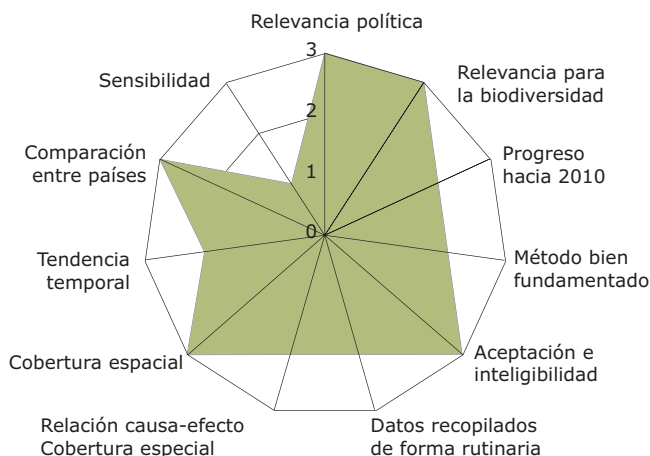 Relevancia política
Relevancia para
la biodiversidad
Progreso
hacia 2010
Método bien
fundamentado
Aceptación e
inteligibilidad
Datos recopilados
de forma rutinaria
Relación causa-efecto
Cobertura especial
Cobertura espacial
Tendencia
temporal
Comparación
entre países
Sensibilidad
3
2
1
0